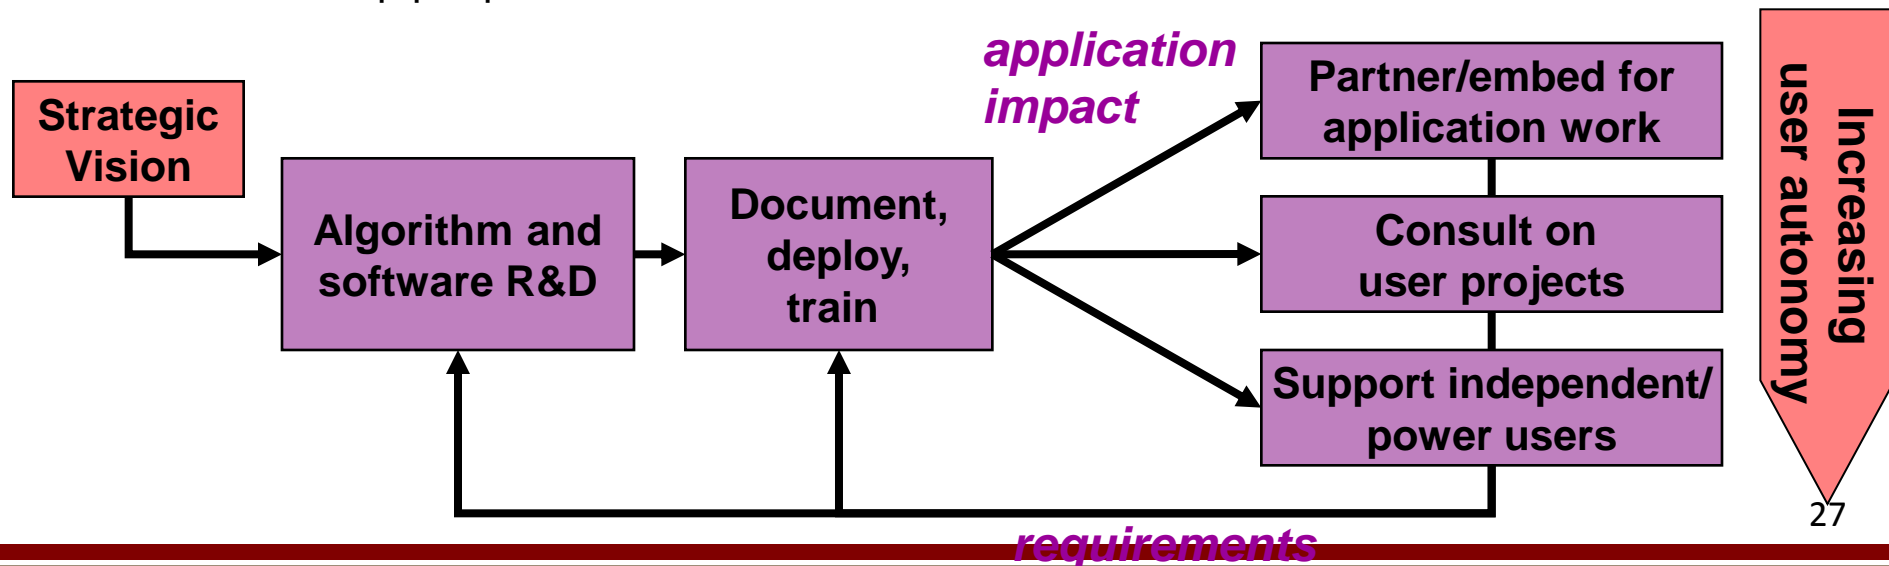 application
impact
Strategic
Vision
Algorithm and
software R&D
Document,
deploy,
train
Partner/embed for
application work
Consult on
user projects
Support independent/
power users
Increasing
user autonomy
requirements
27